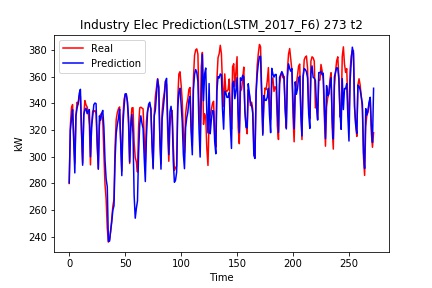 Industry Elec Prediction(LSTM_2017_F6) 273 t2
Real
Prediction
kW
380
360
340
320
300
280
260
240
0 50 100 150 200 250
Time